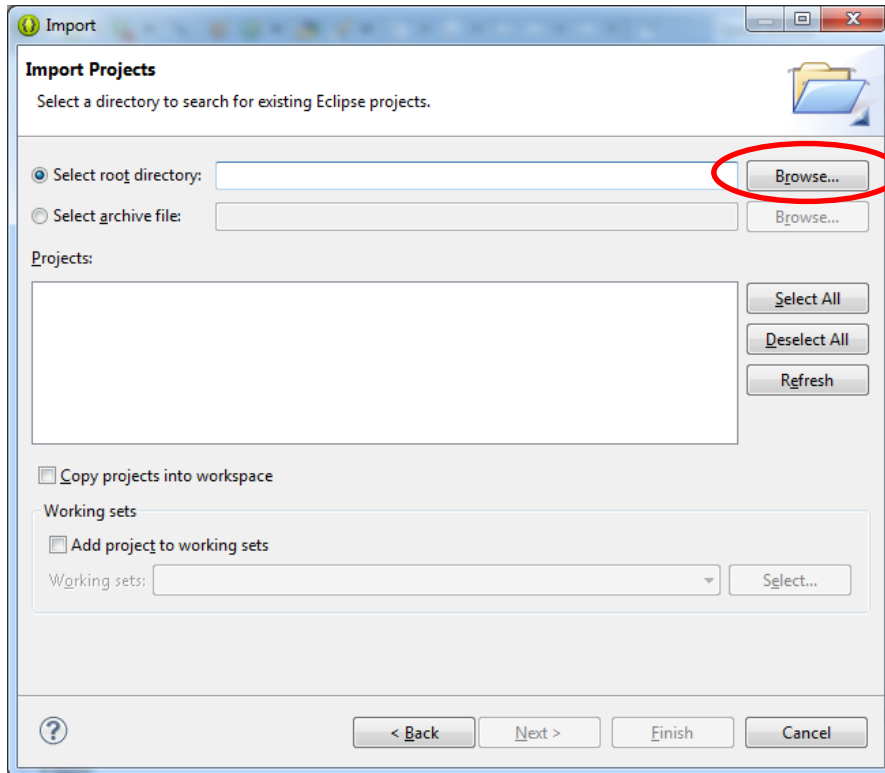 Import
Import Projects
Select a directory to search for existing Eclipse projects.
Select root directory: Browse...
Select archive file: Browse...
Projects:
Select All
Deselect All
Refresh
Copy projects into workspace
Working sets
Add project to working sets
Working sets: Select...
? < Back Next > Finish Cancel